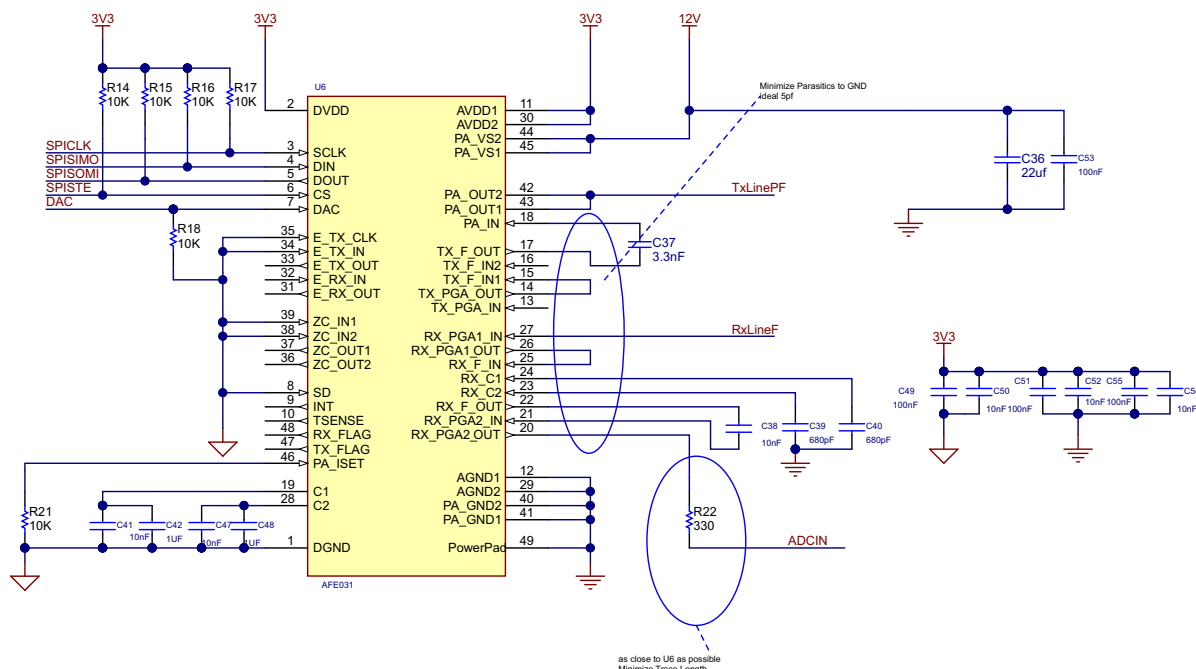 3V3
3V3
3V3
12V
R14
10K
R15
10K
R16
10K
R17
10K
U6
Minimize Parasitics to GND
Ideal 5pf
SPICLK
SPISIMO
SPISOMI
SPISTE
DAC
R18
10K
2 DVDD
3 SCLK
4 DIN
5 DOUT
6 CS
7 DAC
35 E_TX_CLK
34 E_TX_IN
33 E_TX_OUT
32 E_RX_IN
31 E_RX_OUT
39 ZC_IN1
38 ZC_IN2
37 ZC_OUT1
36 ZC_OUT2
8 SD
9 INT
10 TSENSE
48 RX_FLAG
47 TX_FLAG
46 PA_ISET
19 C1
28 C2
1 DGND
AVDD1 11
AVDD2 30
PA_VS2 44
PA_VS1 45
PA_OUT2 42
PA_OUT1 43
PA_IN 18
TX_F_OUT 17
TX_F_IN2 16
TX_F_IN1 15
TX_PGA_OUT 14
TX_PGA_IN 13
RX_PGA1_IN 27
RX_PGA1_OUT 26
RX_F_IN 25
RX_C1 24
RX_C2 23
RX_F_OUT 22
RX_PGA2_IN 21
RX_PGA2_OUT 20
AGND1 12
AGND2 29
PA_GND2 40
PA_GND1 41
PowerPad 49
AFE031
TxLinePF
C37
3.3nF
RxLineF
C36
22uf
C53
100nF
C38
10nF
C39
680pF
C40
680pF
3V3
C49
100nF
C50
10nF
C51
100nF
C52
10nF
C55
100nF
10nF
R21
10K
C41
10nF
C42
1UF
C47
10nF
C48
1UF
R22
330
ADCIN
as close to U6 as possible
Minimize Trace Length